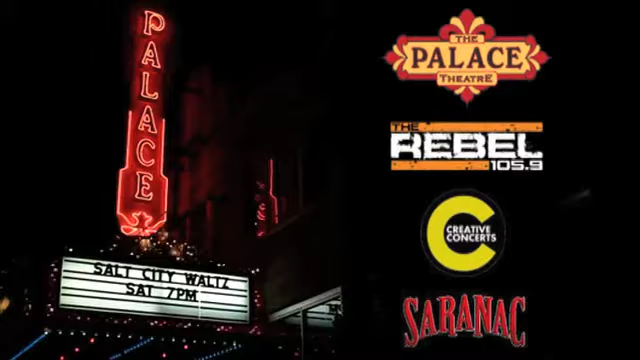 PALACE
SALT CITY WALTZ
SAT 7PM
THE
PALACE
THEATRE
THE
REBEL
105.9
CREATIVE
CONCERTS
SARANAC